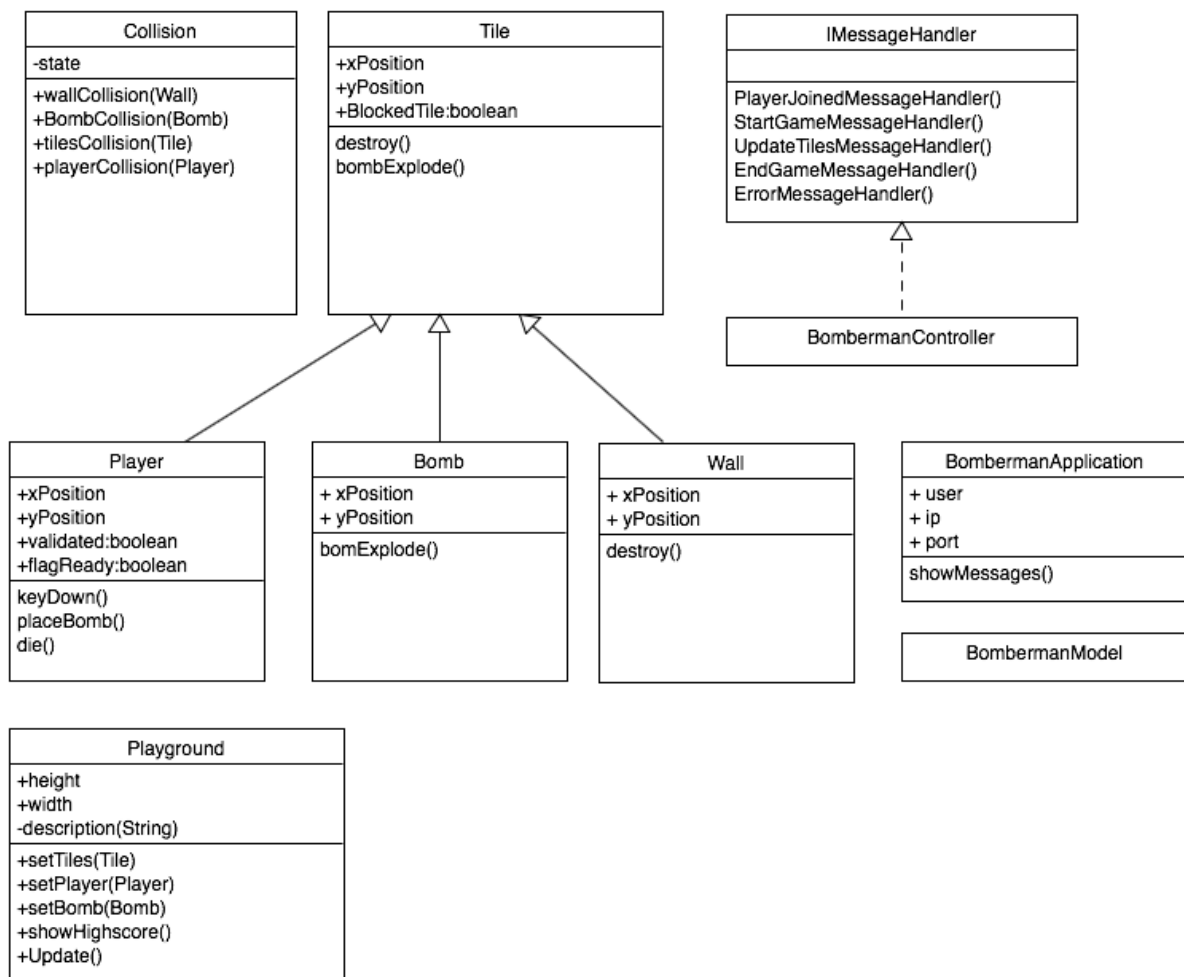 Collision
-state
+wallCollision(Wall)
+BombCollision(Bomb)
+tilesCollision(Tile)
+playerCollision(Player)
Tile
+xPosition
+yPosition
+BlockedTile:boolean
destroy()
bombExplode()
IMessageHandler
PlayerJoinedMessageHandler()
StartGameMessageHandler()
UpdateTilesMessageHandler()
EndGameMessageHandler()
ErrorMessageHandler()
BombermanController
Player
+xPosition
+yPosition
+validated:boolean
+flagReady:boolean
keyDown()
placeBomb()
die()
Bomb
+ xPosition
+ yPosition
bomExplode()
Wall
+ xPosition
+ yPosition
destroy()
BombermanApplication
+ user
+ ip
+ port
showMessages()
BombermanModel
Playground
+height
+width
-description(String)
+setTiles(Tile)
+setPlayer(Player)
+setBomb(Bomb)
+showHighscore()
+Update()